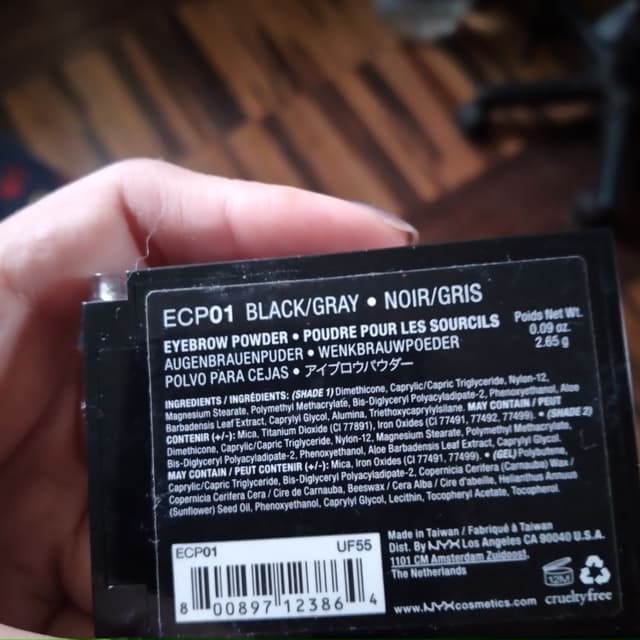 ECP01 BLACK/GRAY • NOIR/GRIS
EYEBROW POWDER • POUDRE POUR LES SOURCILS
AUGENBRAUENPUDER • WENKBRAUWPOEDER
POLVO PARA CEJAS • アイブロウパウダー
Poids Net Wt.
0.09 oz.
2.65 g
INGREDIENTS / INGRÉDIENTS: (SHADE 1) Dimethicone, Caprylic/Capric Triglyceride, Nylon-12,
Magnesium Stearate, Polymethyl Methacrylate, Bis-Diglyceryl Polyacyladipate-2, Phenoxyethanol, Aloe
Barbadensis Leaf Extract, Caprylyl Glycol, Alumina, Triethoxycaprylylsilane. MAY CONTAIN / PEUT
CONTENIR (+/-): Mica, Titanium Dioxide (CI 77891), Iron Oxides (CI 77491, 77492, 77499). • (SHADE 2)
Dimethicone, Caprylic/Capric Triglyceride, Nylon-12, Magnesium Stearate, Polymethyl Methacrylate,
Bis-Diglyceryl Polyacyladipate-2, Phenoxyethanol, Aloe Barbadensis Leaf Extract, Caprylyl Glycol.
MAY CONTAIN / PEUT CONTENIR (+/-): Mica, Iron Oxides (CI 77491, 77499). • (GEL) Polybutene,
Caprylic/Capric Triglyceride, Bis-Diglyceryl Polyacyladipate-2, Copernicia Cerifera (Carnauba) Wax /
Copernicia Cerifera Cera / Cire de Carnauba, Beeswax / Cera Alba / Cire d'abeille, Helianthus Annuus
(Sunflower) Seed Oil, Phenoxyethanol, Caprylyl Glycol, Lecithin, Tocopheryl Acetate, Tocopherol.
ECP01 UF55
8 00897 12386 4
Made in Taiwan / Fabriqué à Taiwan
Dist. By NYX Los Angeles CA 90040 U.S.A.
1101 CM Amsterdam Zuidoost,
The Netherlands
www.NYXcosmetics.com
12M
crueltyfree